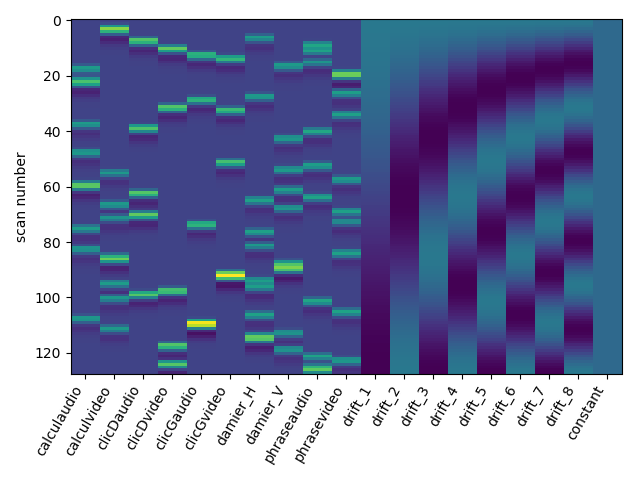 0
20
40
60
80
100
120
scan number
calculaudio
calculvideo
clicDaudio
clicDvideo
clicGaudio
clicGvideo
damier_H
damier_V
phraseaudio
phrasevideo
drift_1
drift_2
drift_3
drift_4
drift_5
drift_6
drift_7
drift_8
constant